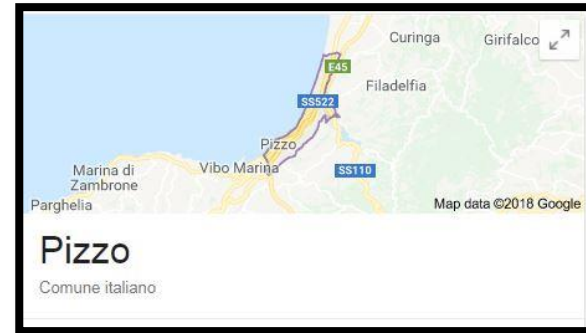 Curinga
Girifalco
E45
Filadelfia
SS522
Pizzo
Marina di
Zambrone
Vibo Marina
SS110
Parghelia
Map data ©2018 Google
Pizzo
Comune italiano